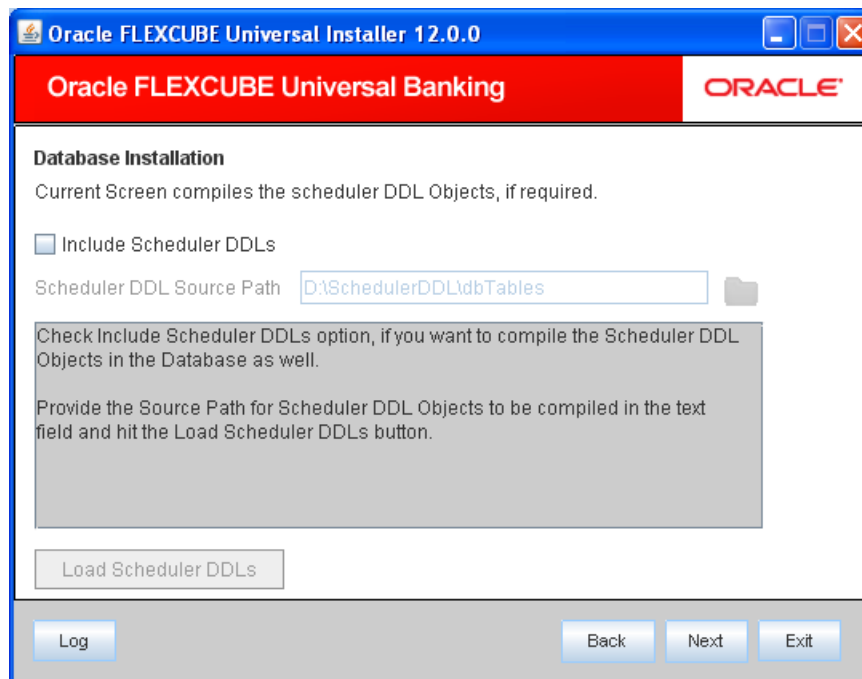 Oracle FLEXCUBE Universal Installer 12.0.0
Oracle FLEXCUBE Universal Banking
ORACLE
Database Installation
Current Screen compiles the scheduler DDL Objects, if required.
Include Scheduler DDLs
Scheduler DDL Source Path D:\SchedulerDDL\dbTables
Check Include Scheduler DDLs option, if you want to compile the Scheduler DDL
Objects in the Database as well.
Provide the Source Path for Scheduler DDL Objects to be compiled in the text
field and hit the Load Scheduler DDLs button.
Load Scheduler DDLs
Log Back Next Exit